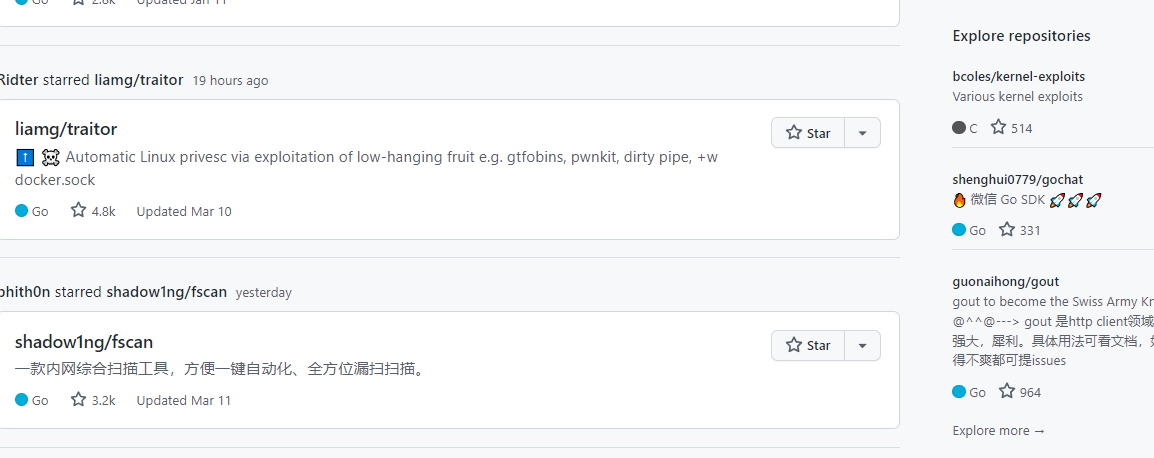 Go 2.8k Updated Jan 11
Ridter starred liamg/traitor 19 hours ago
liamg/traitor
Star
Automatic Linux privesc via exploitation of low-hanging fruit e.g. gtfobins, pwnkit, dirty pipe, +w
docker.sock
Go 4.8k Updated Mar 10
phith0n starred shadow1ng/fscan yesterday
shadow1ng/fscan
Star
一款内网综合扫描工具，方便一键自动化、全方位漏扫扫描。
Go 3.2k Updated Mar 11
Explore repositories
bcoles/kernel-exploits
Various kernel exploits
C 514
shenghui0779/gochat
🔥 微信 Go SDK 🚀🚀🚀
Go 331
guonaihong/gout
gout to become the Swiss Army Kn
@^^@---> gout 是http client领域
强大，犀利。具体用法可看文档，如
得不爽都可提issues
Go 964
Explore more →